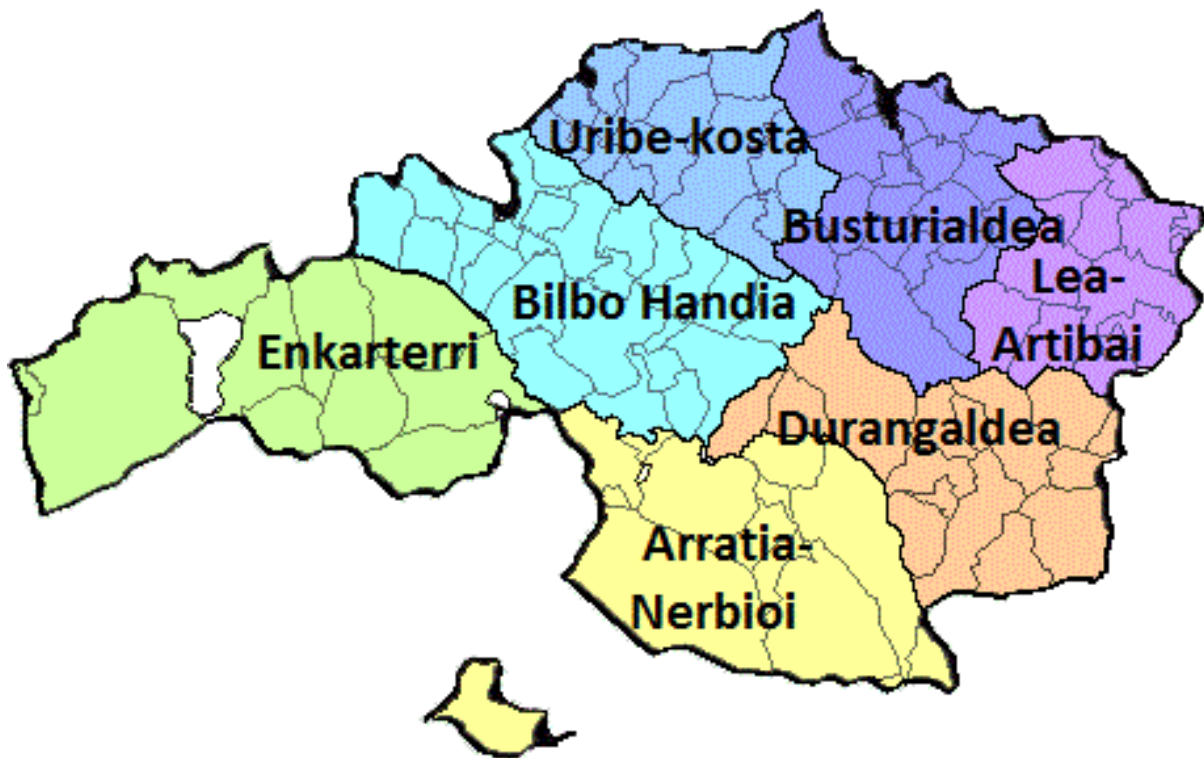 Uribe-kosta
Busturialdea
Lea-
Artibai
Bilbo Handia
Enkarterri
Durangaldea
Arratia-
Nerbioi